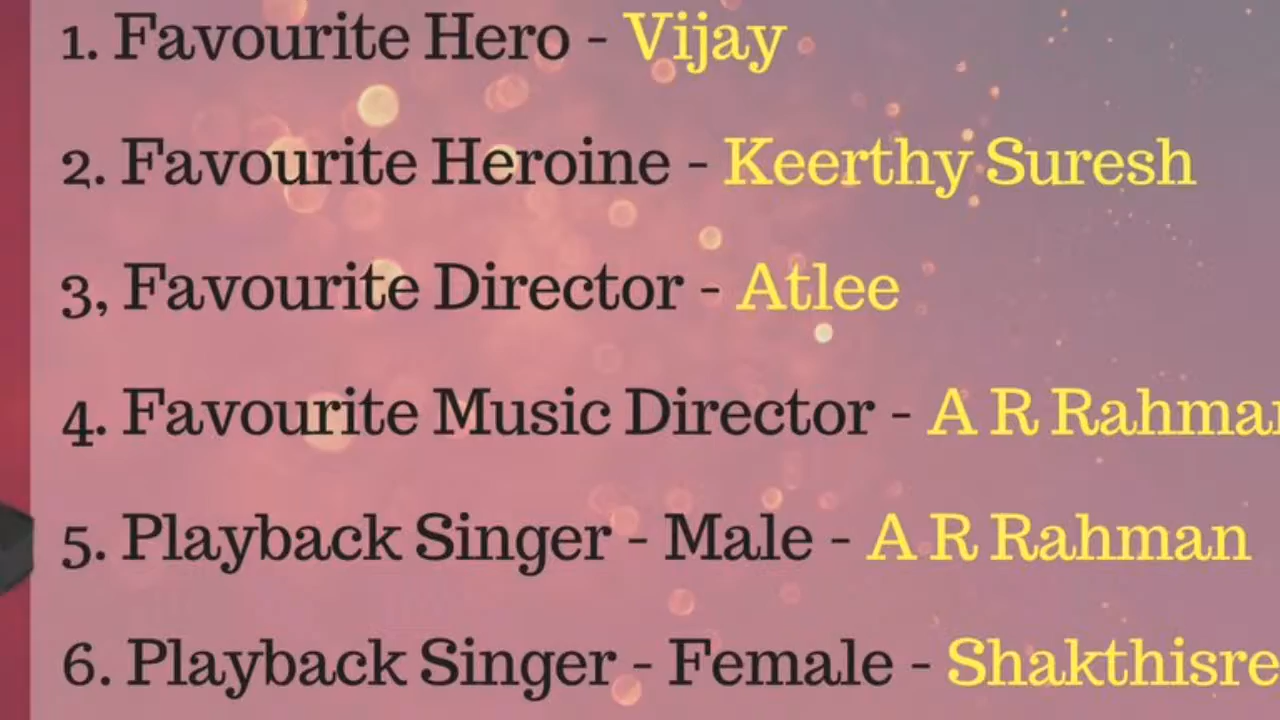 1. Favourite Hero - Vijay
2. Favourite Heroine - Keerthy Suresh
3, Favourite Director - Atlee
4. Favourite Music Director - A R Rahman
5. Playback Singer - Male - A R Rahman
6. Playback Singer - Female - Shakthisre